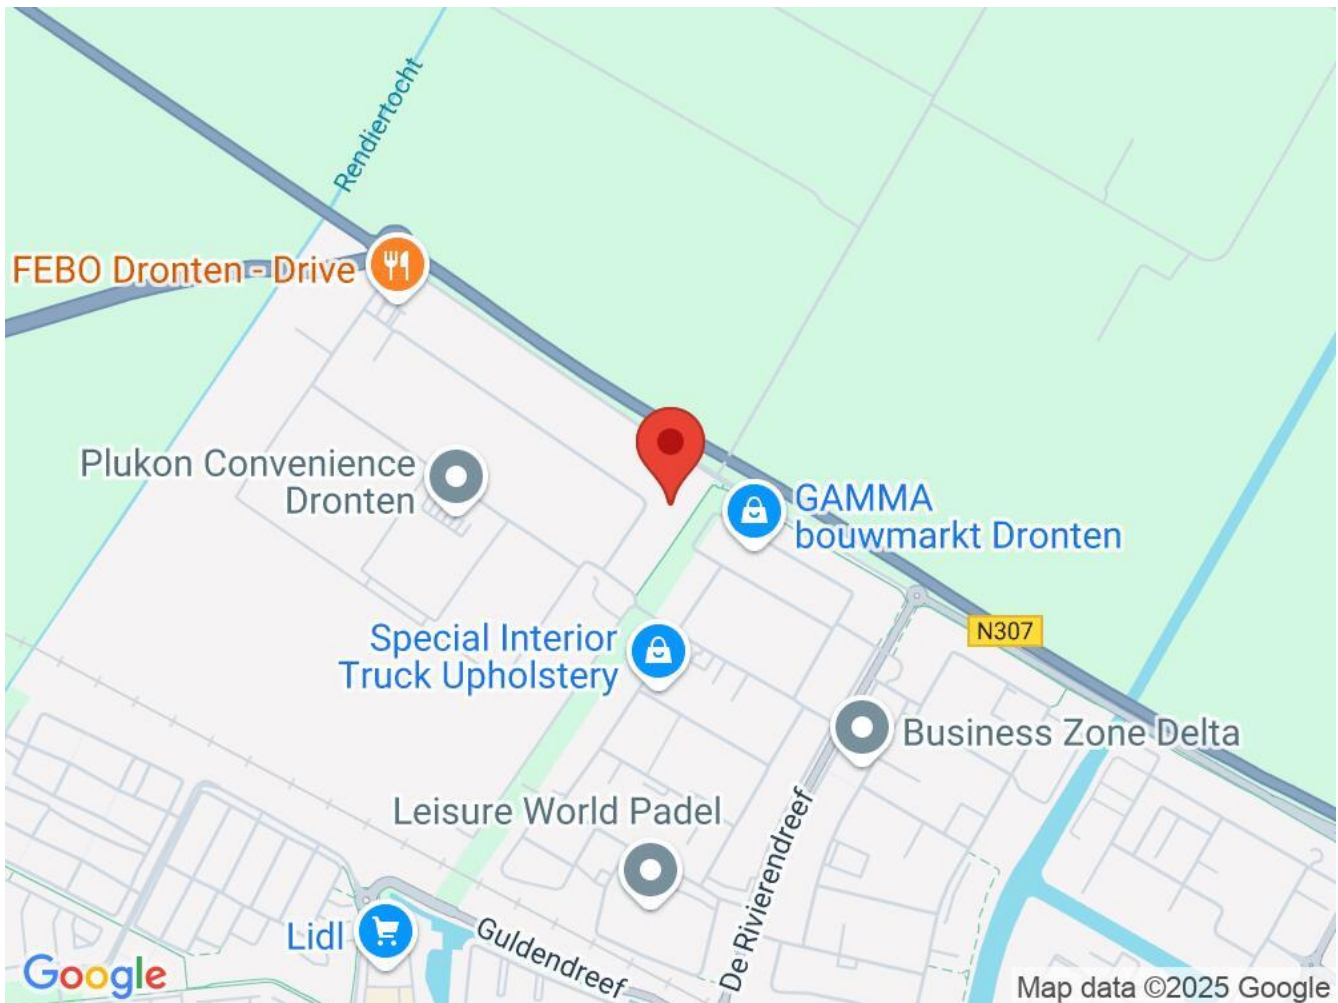 Rendiertocht
FEBO Dronten - Drive
Plukon Convenience
Dronten
GAMMA
bouwmarkt Dronten
N307
Special Interior
Truck Upholstery
Business Zone Delta
Leisure World Padel
De Rivierendreef
Lidl
Guldendreef
Google
Map data ©2025 Google